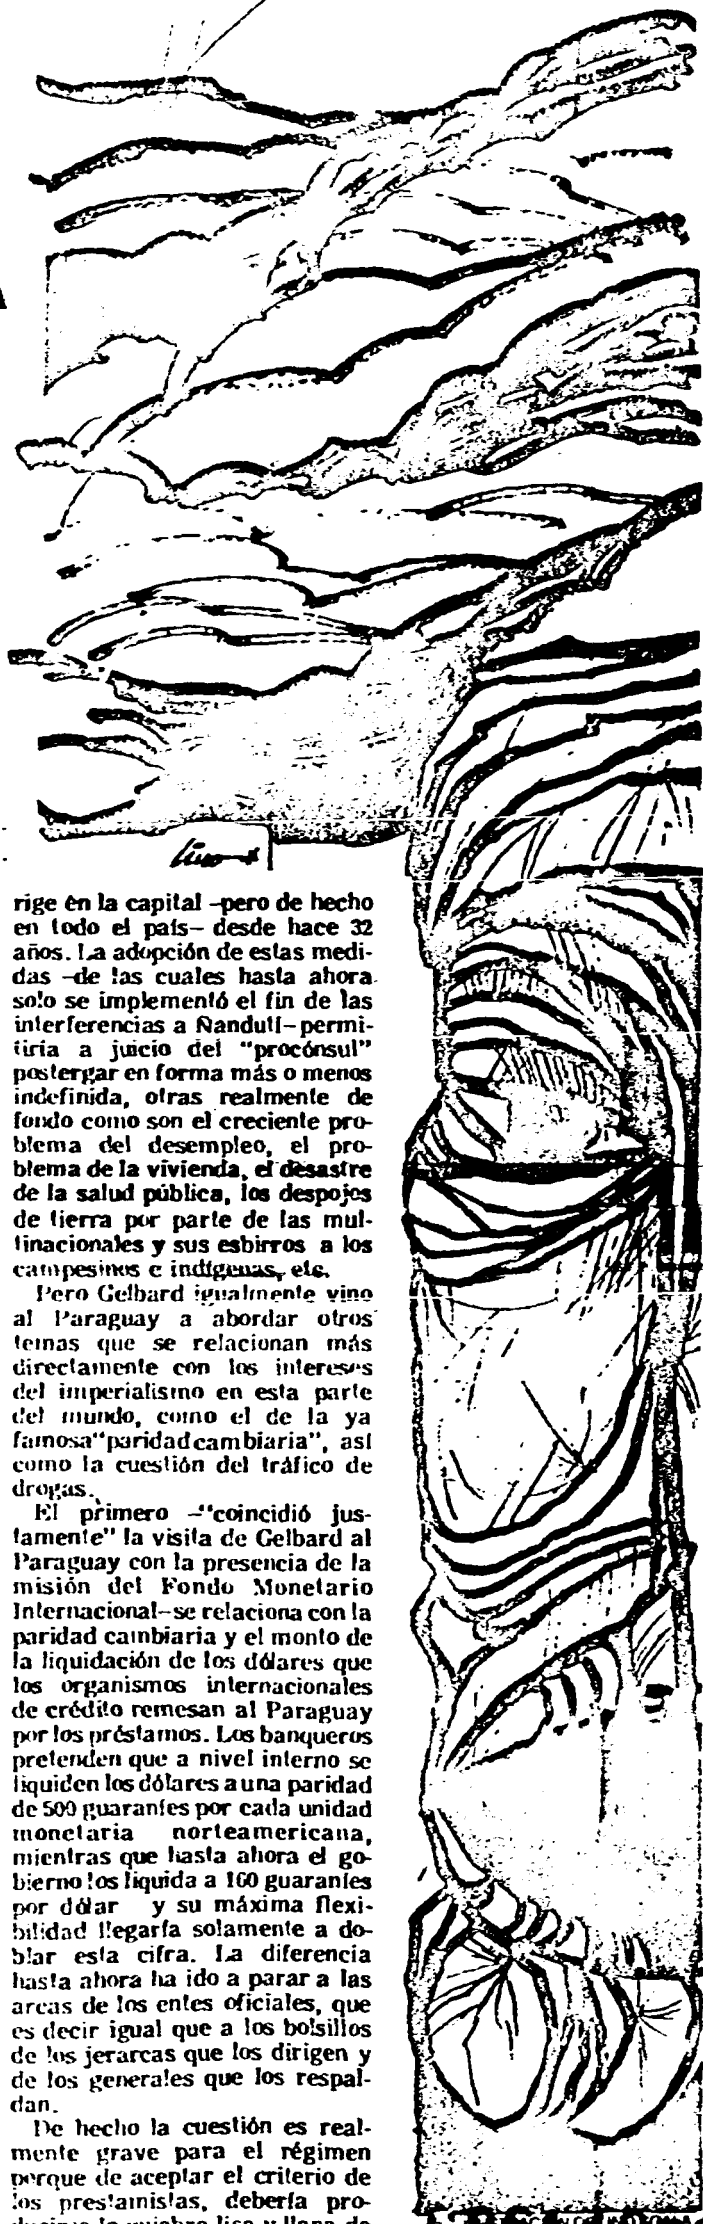 rige en la capital –pero de hecho
en todo el país– desde hace 32
años. La adopción de estas medi-
das –de las cuales hasta ahora
solo se implementó el fin de las
interferencias a Ñandutí–permi-
tiría a juicio del "procónsul"
postergar en forma más o menos
indefinida, otras realmente de
fondo como son el creciente pro-
blema del desempleo, el pro-
blema de la vivienda, el desastre
de la salud pública, los despojos
de tierra por parte de las mul-
tinacionales y sus esbirros a los
campesinos e indígenas, etc.
Pero Gelbard igualmente vino
al Paraguay a abordar otros
temas que se relacionan más
directamente con los intereses
del imperialismo en esta parte
del mundo, como el de la ya
famosa "paridad cambiaria", así
como la cuestión del tráfico de
drogas.
El primero –"coincidió jus-
tamente" la visita de Gelbard al
Paraguay con la presencia de la
misión del Fondo Monetario
Internacional–se relaciona con la
paridad cambiaria y el monto de
la liquidación de los dólares que
los organismos internacionales
de crédito remesan al Paraguay
por los préstamos. Los banqueros
pretenden que a nivel interno se
liquiden los dólares a una paridad
de 500 guaraníes por cada unidad
monetaria norteamericana,
mientras que hasta ahora el go-
bierno los liquida a 160 guaraníes
por dólar y su máxima flexi-
bilidad llegaría solamente a do-
blar esta cifra. La diferencia
hasta ahora ha ido a parar a las
arcas de los entes oficiales, que
es decir igual que a los bolsillos
de los jerarcas que los dirigen y
de los generales que los respal-
dan.
De hecho la cuestión es real-
mente grave para el régimen
porque de aceptar el criterio de
los prestamistas, debería pro-